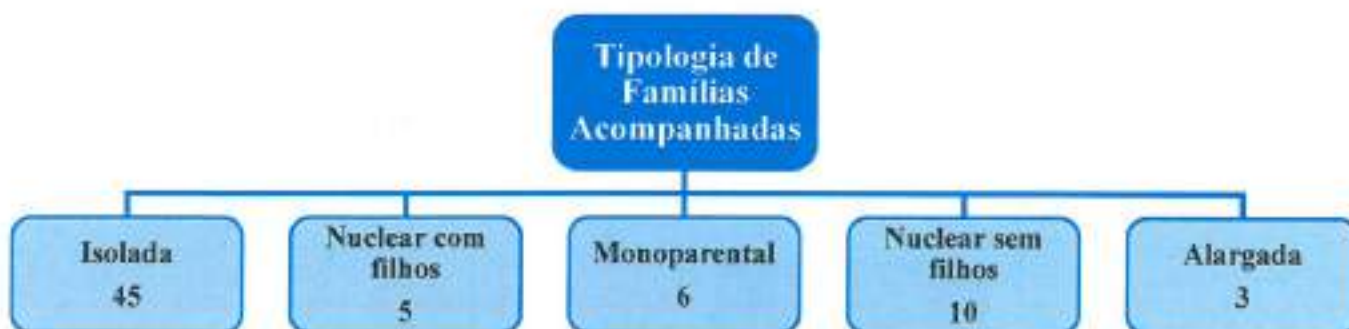 Tipologia de
Famílias
Acompanhadas
Isolada
45
Nuclear com
filhos
5
Monoparental
6
Nuclear sem
filhos
10
Alargada
3